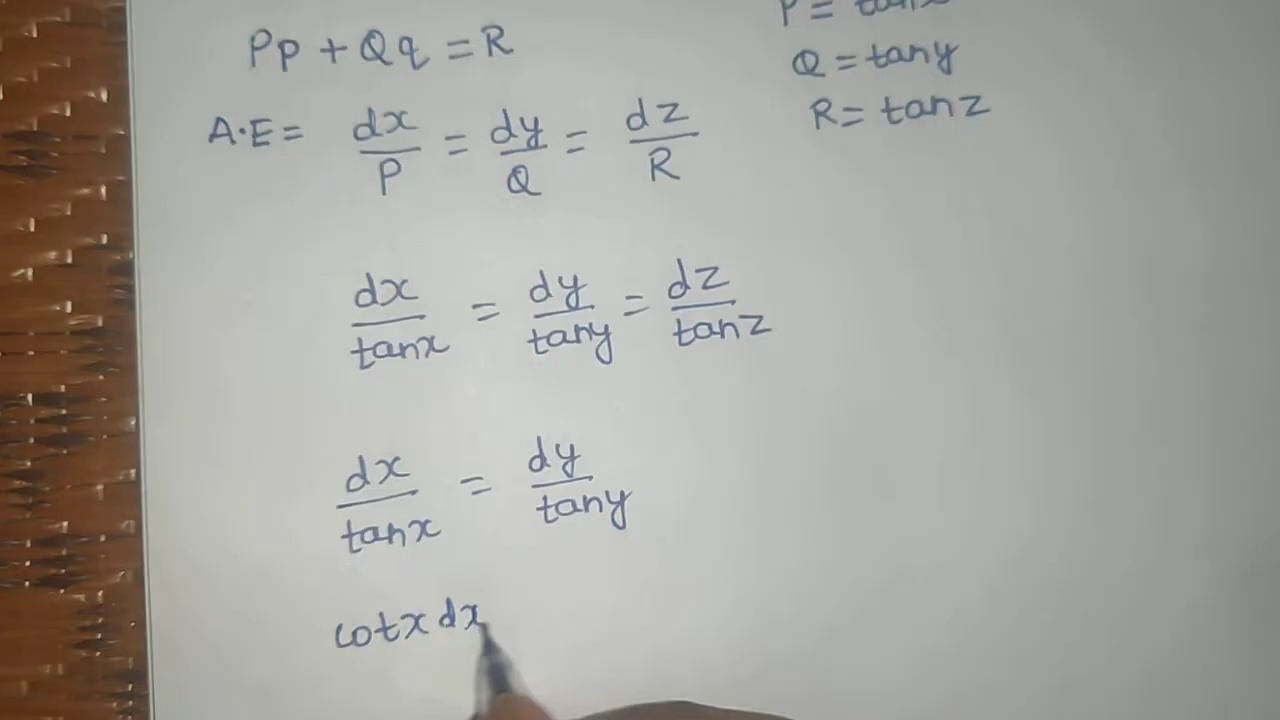 Pp + Qq = R
P = tanx
Q = tany
R = tanz
A.E = dx/P = dy/Q = dz/R
dx/tanx = dy/tany = dz/tanz
dx/tanx = dy/tany
cotx dx